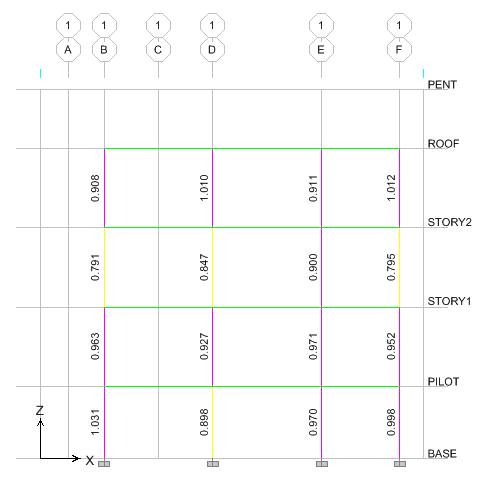 1 1 1 1 1 1
A B C D E F
PENT
ROOF
0.908 1.010 0.911 1.012
STORY2
0.791 0.847 0.900 0.795
STORY1
0.963 0.927 0.971 0.952
PILOT
1.031 0.898 0.970 0.998
Z
BASE
X